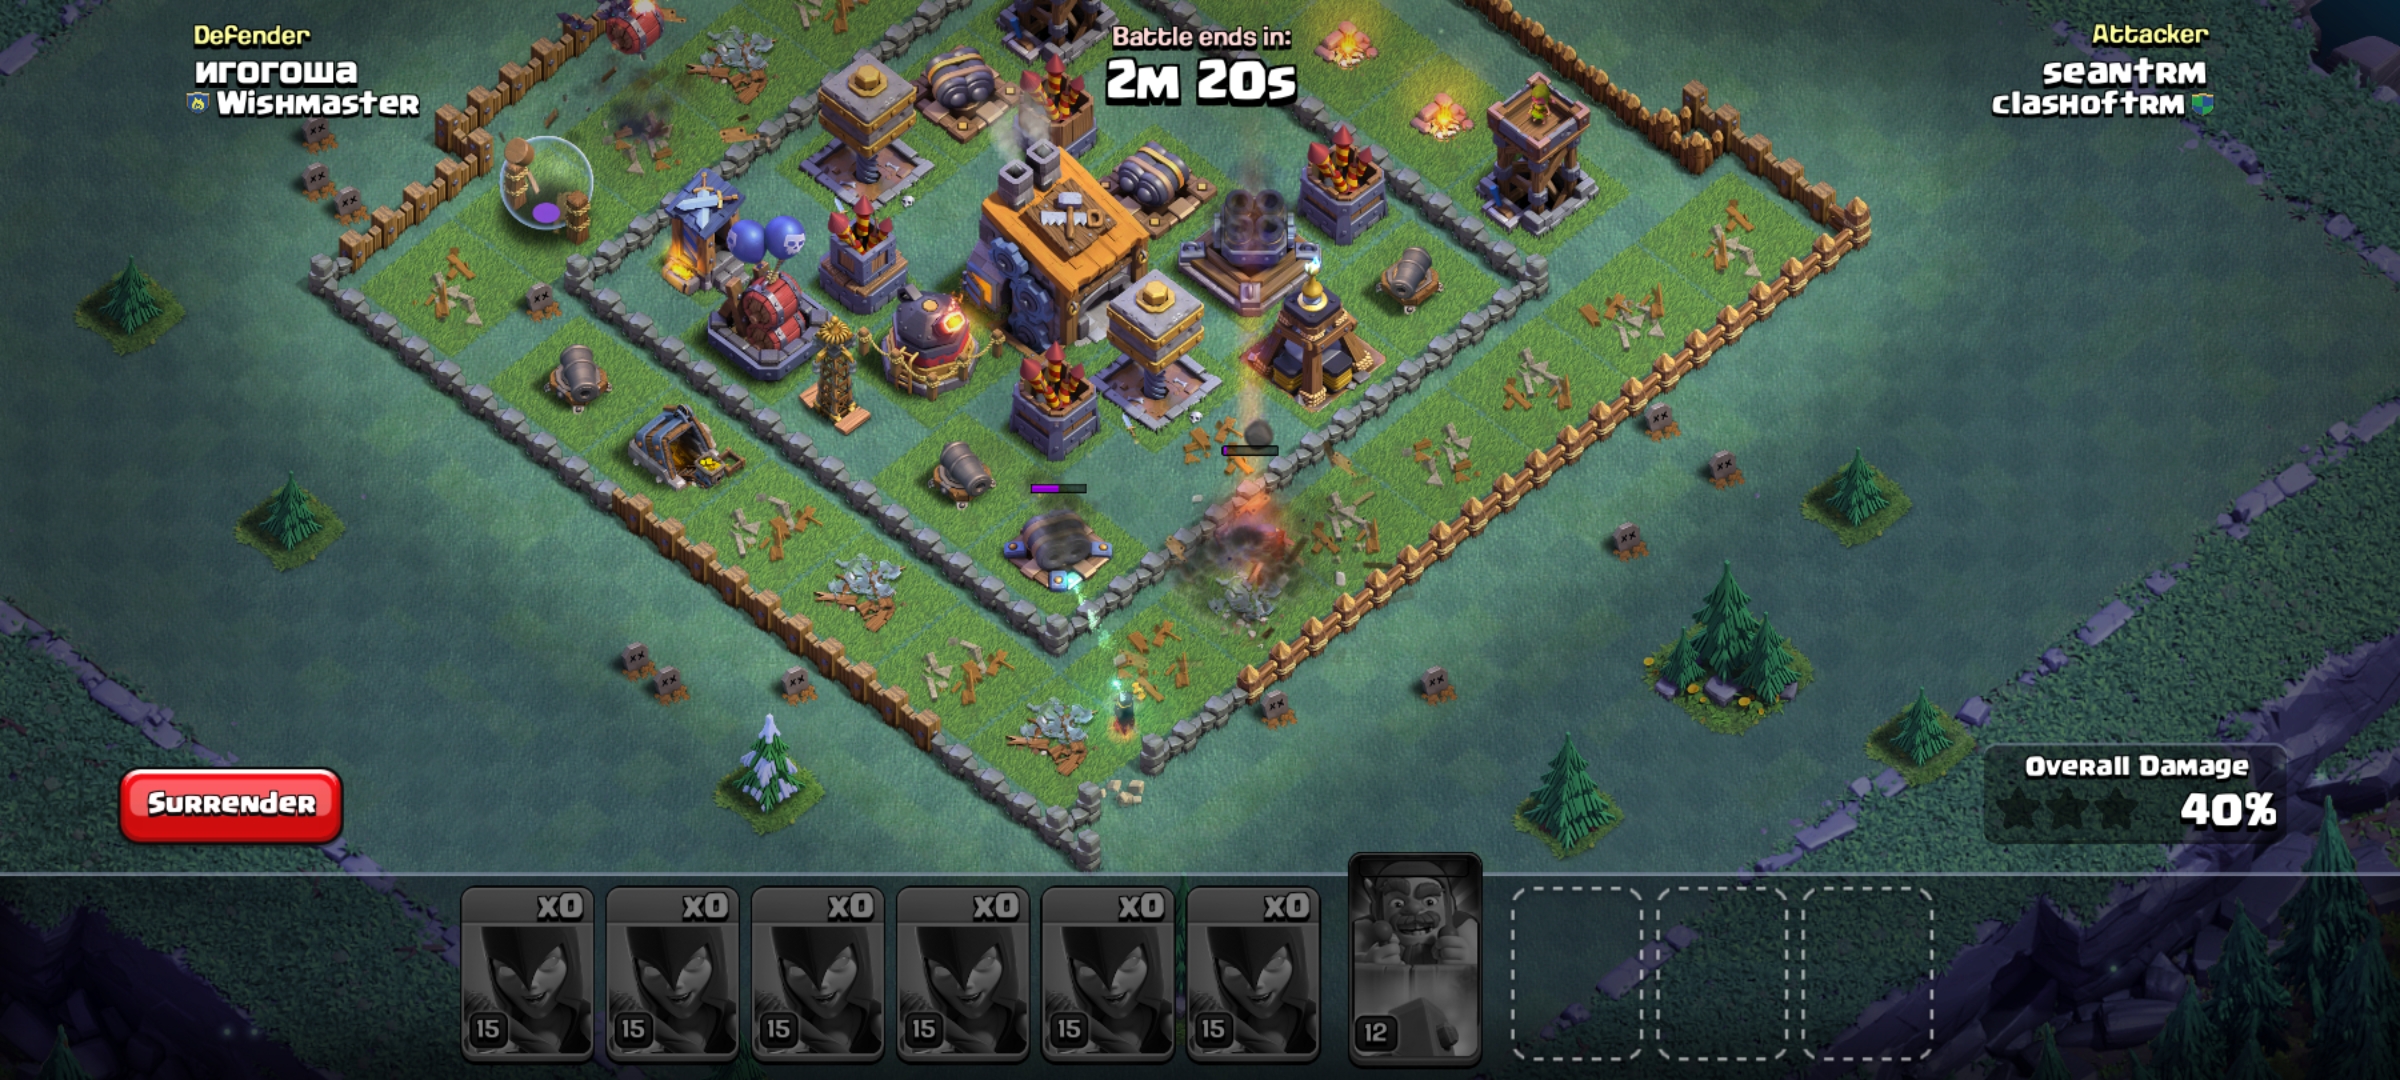 Defender
игогоша
Wishmaster
Battle ends in:
2m 20s
Attacker
seantrm
clashoftrm
Surrender
Overall Damage
40%
x0
x0
x0
x0
x0
x0
15
15
15
15
15
15
12